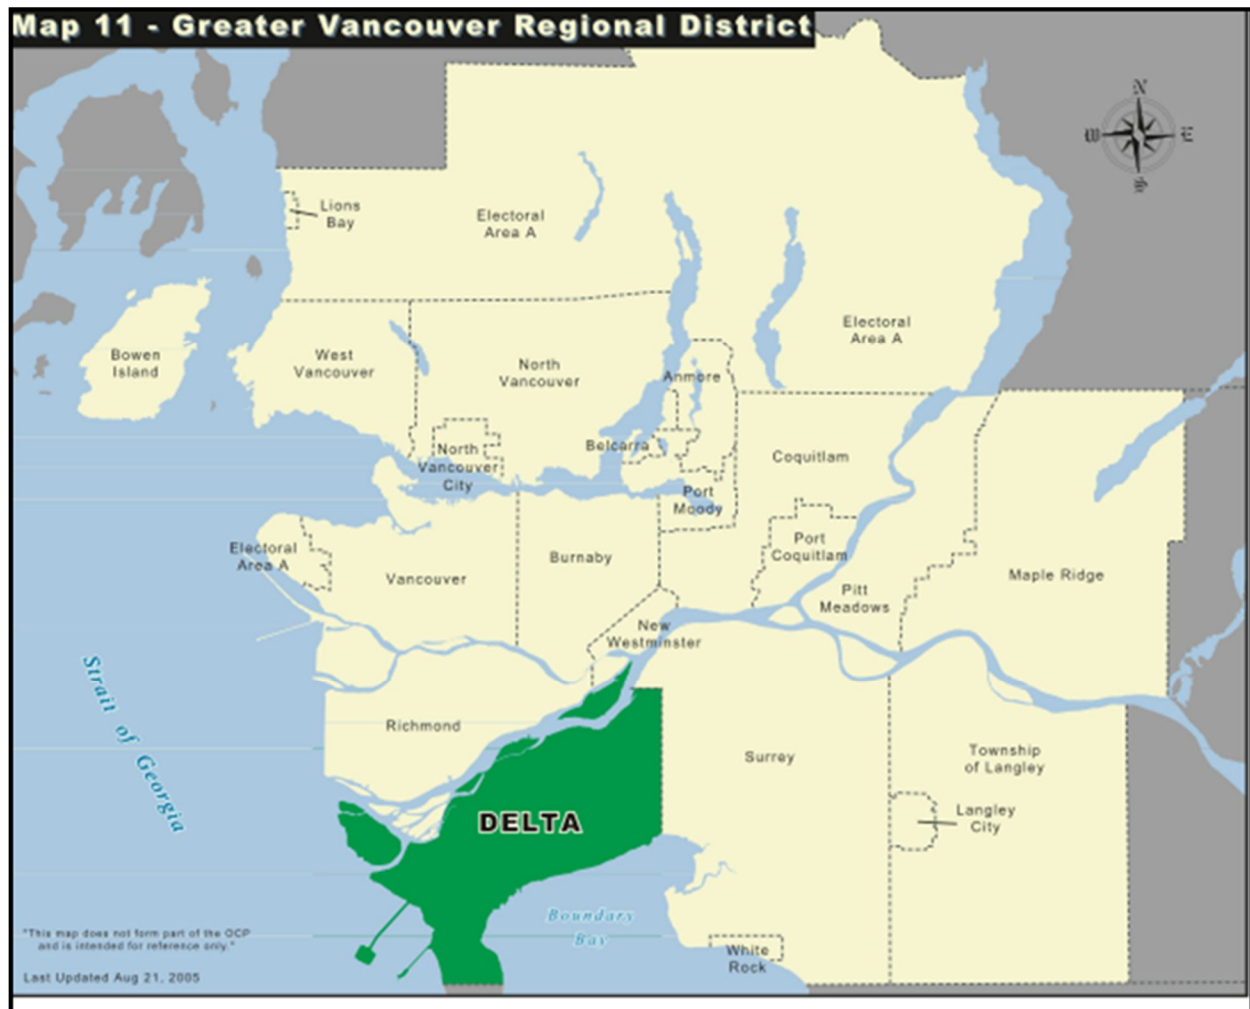 Map 11 - Greater Vancouver Regional District
N
W
E
S
Lions
Bay
Electoral
Area A
Electoral
Area A
Bowen
Island
West
Vancouver
North
Vancouver
Anmore
North
Vancouver
City
Belcarra
Coquitlam
Port
Moody
Port
Coquitlam
Electoral
Area A
Vancouver
Burnaby
Maple Ridge
Pitt
Meadows
New
Westminster
Strait of Georgia
Richmond
Surrey
Township
of Langley
DELTA
Langley
City
Boundary
Bay
White
Rock
"This map does not form part of the OCP
and is intended for reference only."
Last Updated Aug 21, 2005